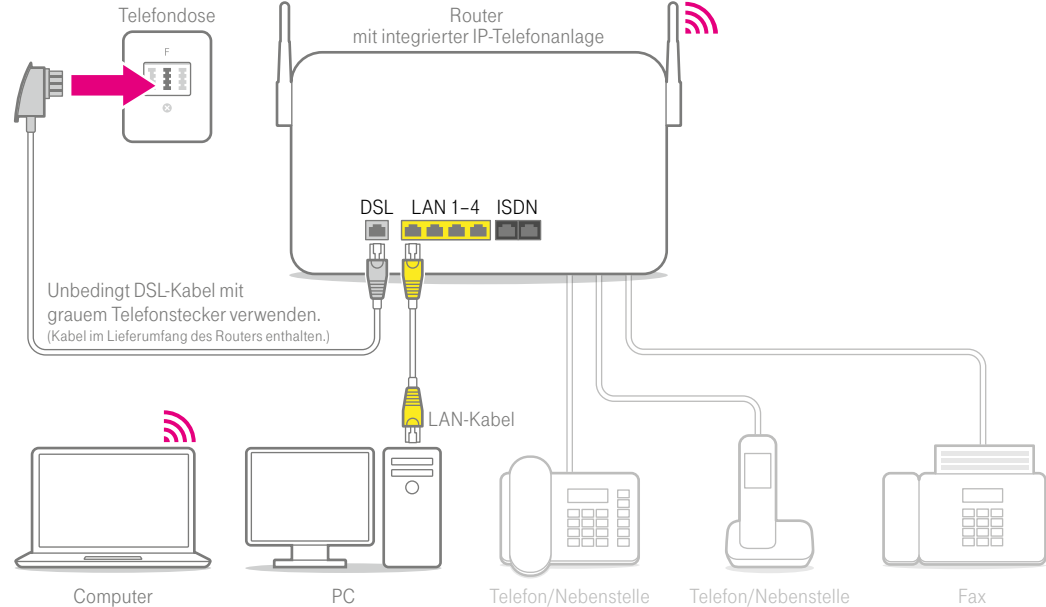 Telefondose
Router
mit integrierter IP-Telefonanlage
F
DSL
LAN 1–4
ISDN
Unbedingt DSL-Kabel mit
grauem Telefonstecker verwenden.
(Kabel im Lieferumfang des Routers enthalten.)
LAN-Kabel
Computer
PC
Telefon/Nebenstelle
Telefon/Nebenstelle
Fax